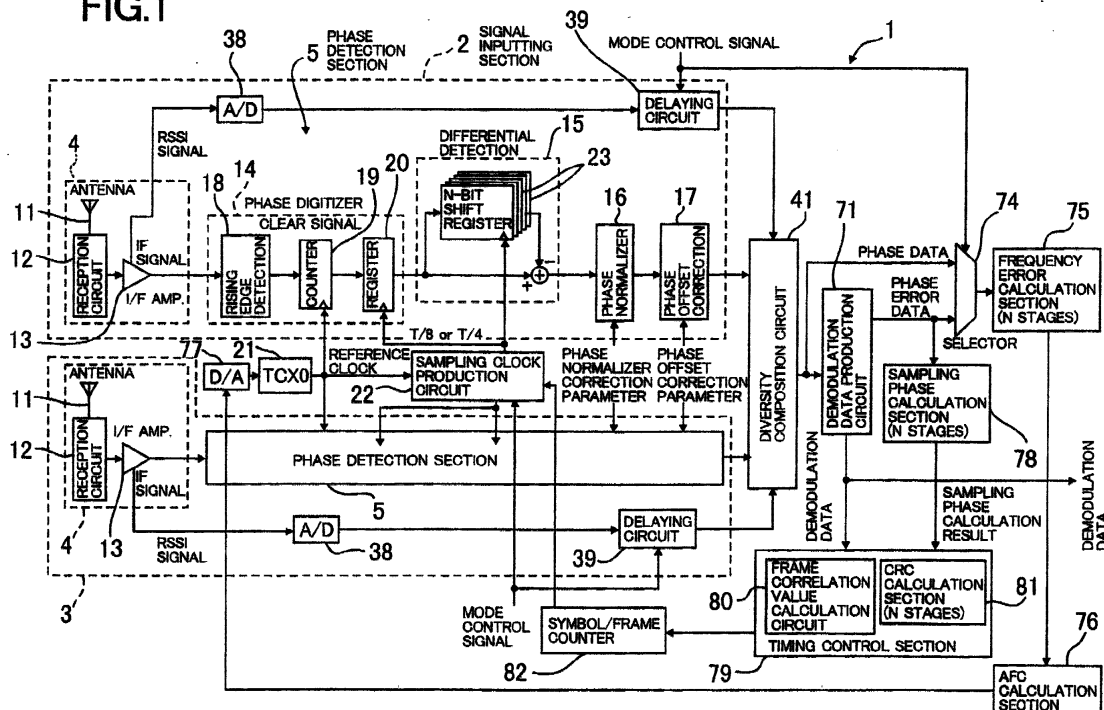 FIG.1
38
5
PHASE
DETECTION
SECTION
2
SIGNAL
INPUTTING
SECTION
39
MODE CONTROL SIGNAL
1
A/D
DELAYING
CIRCUIT
RSSI
SIGNAL
4
ANTENNA
11
12
RECEPTION
CIRCUIT
IF
SIGNAL
I/F AMP.
13
14
PHASE DIGITIZER
CLEAR SIGNAL
18
RISING
EDGE
DETECTION
19
COUNTER
20
REGISTER
DIFFERENTIAL
DETECTION
15
23
N-BIT
SHIFT
REGISTER
-
+
16
PHASE
NORMALIZER
17
PHASE
OFFSET
CORRECTION
41
DIVERSITY
COMPOSITION CIRCUIT
71
DEMODULATION
DATA PRODUCTION
CIRCUIT
PHASE DATA
PHASE
ERROR
DATA
74
SELECTOR
75
FREQUENCY
ERROR
CALCULATION
SECTION
(N STAGES)
T/8 or T/4
77
D/A
21
TCXO
REFERENCE
CLOCK
SAMPLING CLOCK
PRODUCTION
CIRCUIT
22
PHASE
NORMALIZER
CORRECTION
PARAMETER
PHASE
OFFSET
CORRECTION
PARAMETER
SAMPLING
PHASE
CALCULATION
SECTION
(N STAGES)
78
ANTENNA
11
12
RECEPTION
CIRCUIT
I/F AMP.
IF
SIGNAL
13
4
PHASE DETECTION SECTION
5
RSSI
SIGNAL
A/D
38
DELAYING
CIRCUIT
39
3
DEMODULATION
DATA
SAMPLING
PHASE
CALCULATION
RESULT
DEMODULATION
DATA
MODE
CONTROL
SIGNAL
SYMBOL/FRAME
COUNTER
82
80
FRAME
CORRELATION
VALUE
CALCULATION
CIRCUIT
CRC
CALCULATION
SECTION
(N STAGES)
81
TIMING CONTROL SECTION
79
76
AFC
CALCULATION
SECTION